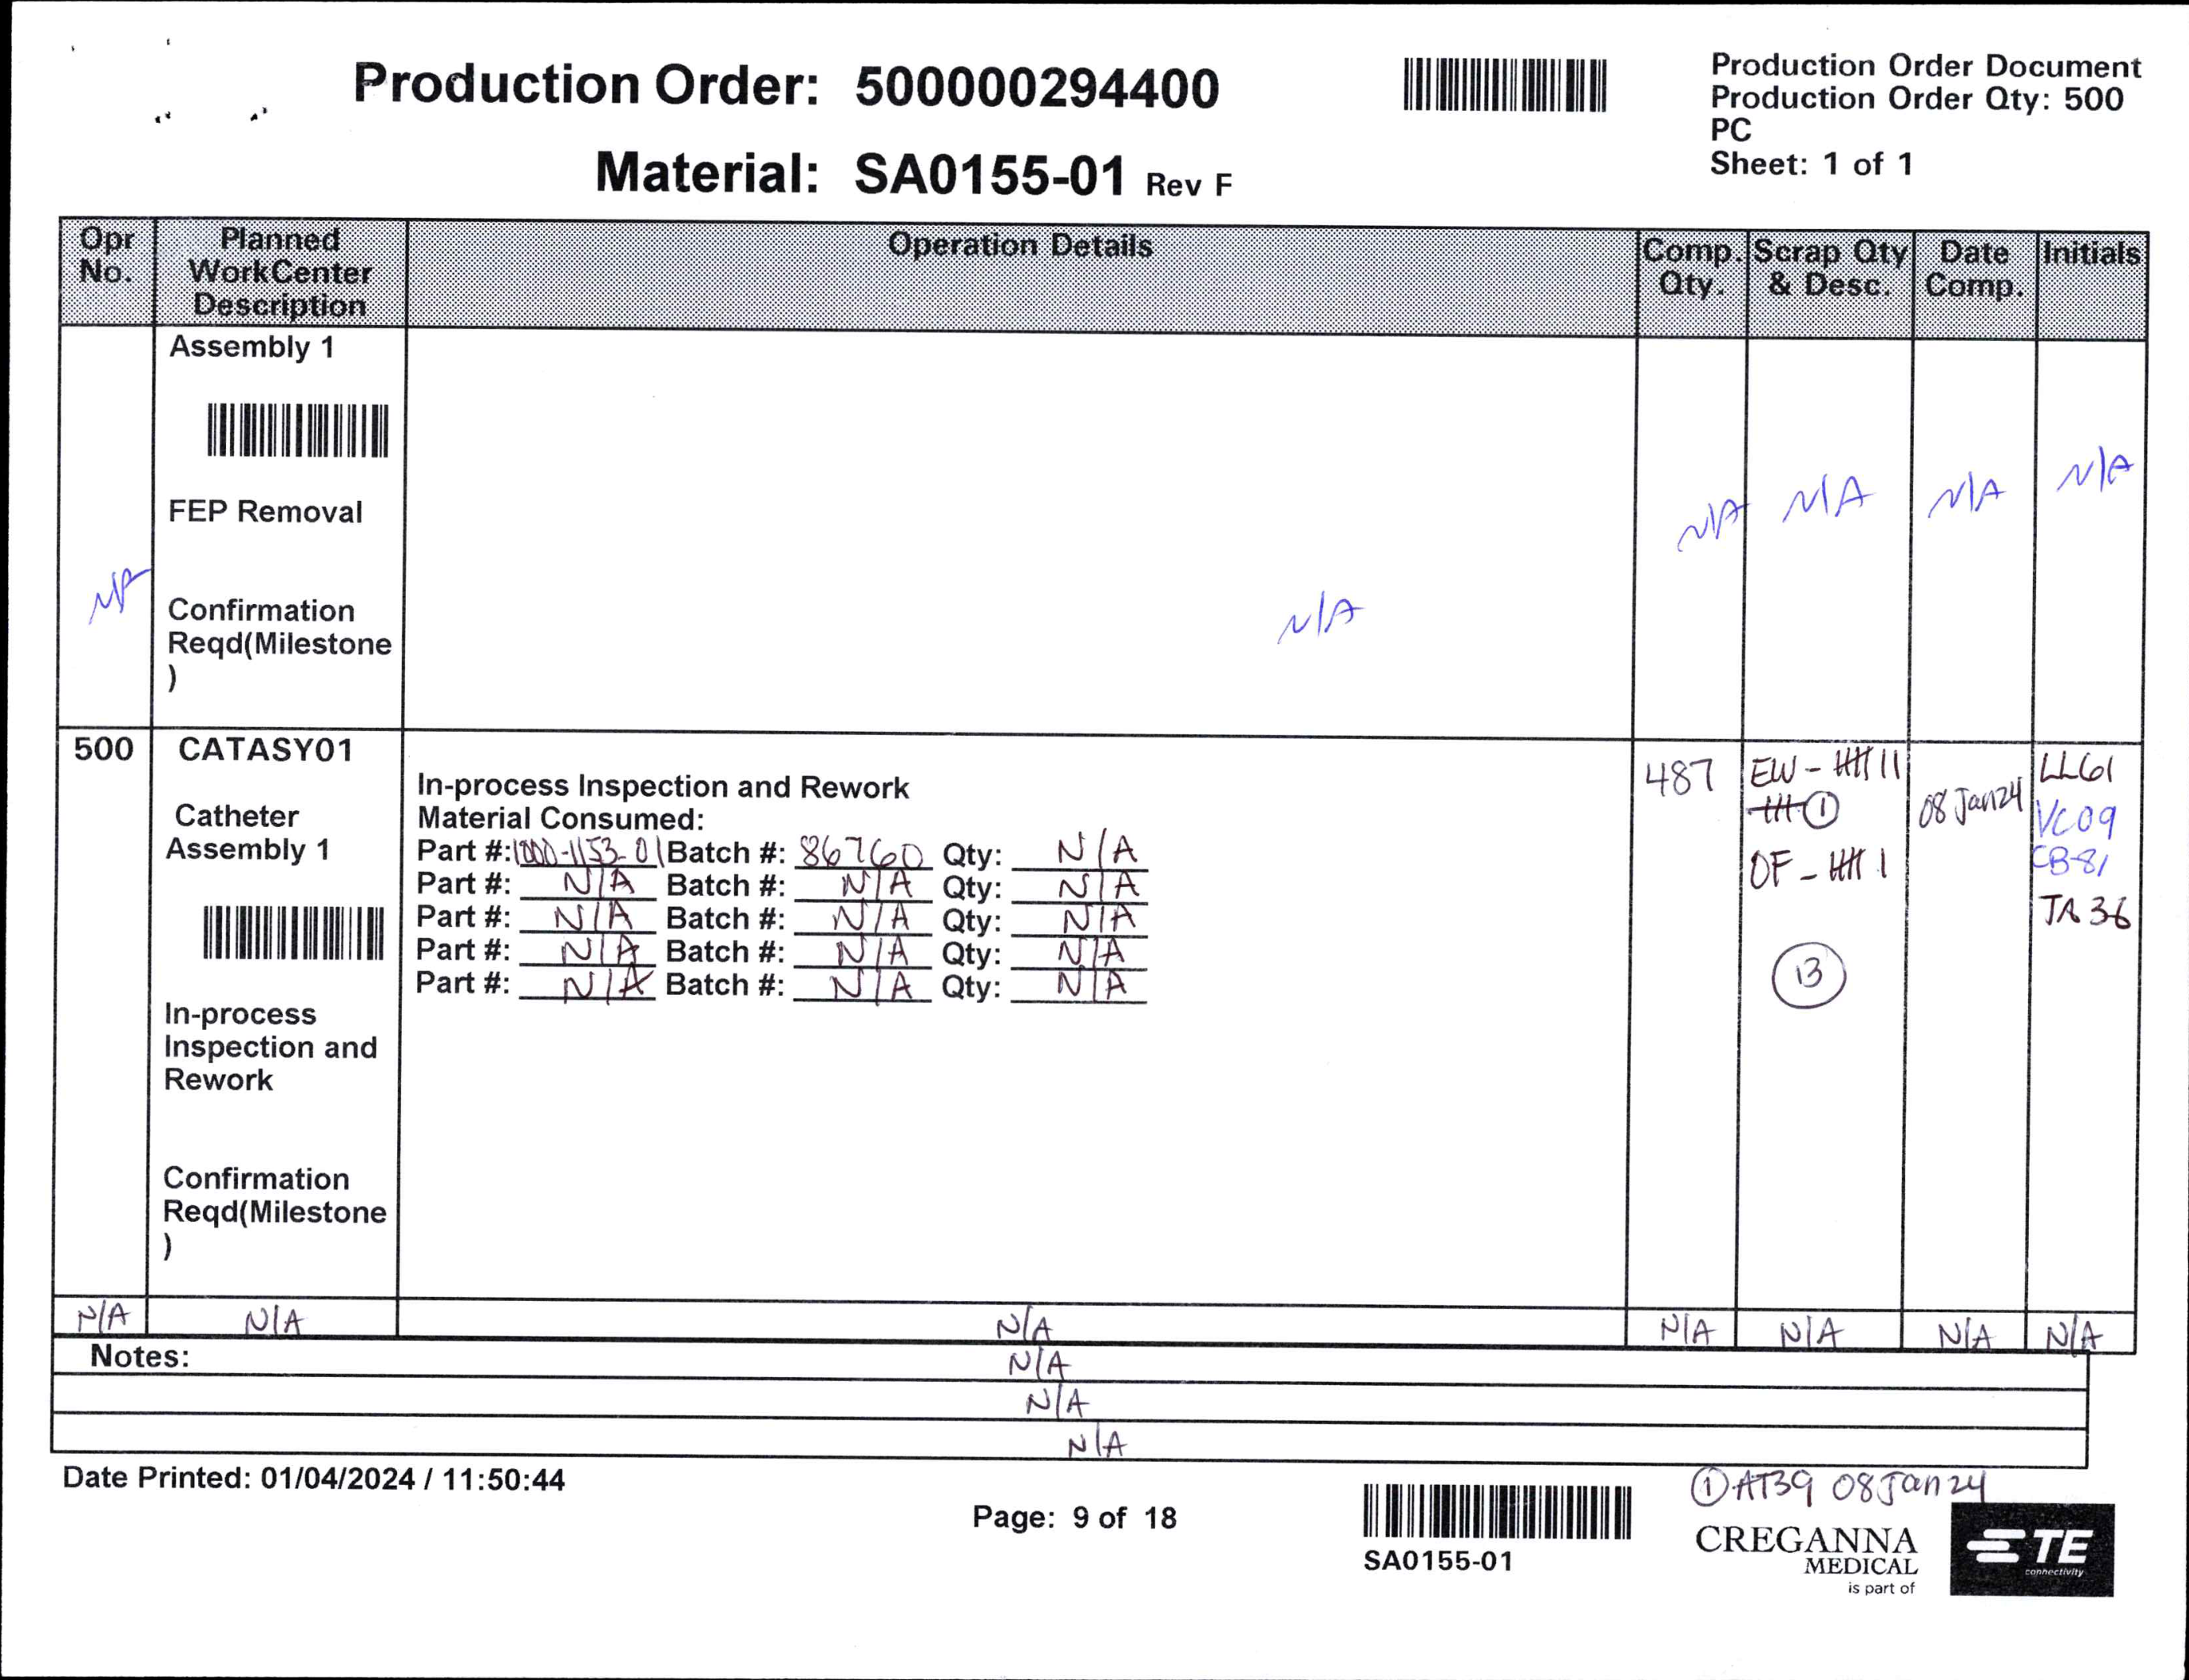 Production Order: 500000294400
Material: SA0155-01 Rev F
Production Order Document
Production Order Qty: 500
PC
Sheet: 1 of 1
Opr No. Planned WorkCenter Description Operation Details Comp. Qty. Scrap Qty & Desc. Date Comp. Initials
Assembly 1
FEP Removal
Confirmation
Reqd(Milestone
)
N/A N/A N/A N/A N/A N/A
500 CATASY01
Catheter
Assembly 1
In-process
Inspection and
Rework
Confirmation
Reqd(Milestone
)
In-process Inspection and Rework
Material Consumed:
Part #: 1000-1153-01 Batch #: 86760 Qty: N/A
Part #: N/A Batch #: N/A Qty: N/A
Part #: N/A Batch #: N/A Qty: N/A
Part #: N/A Batch #: N/A Qty: N/A
Part #: N/A Batch #: N/A Qty: N/A
487
EW - 卌 II
①
OF - 卌 I
13
08 Jan24
LL61
VC09
CB-81
JA36
N/A N/A N/A N/A N/A N/A N/A
Notes: N/A
N/A
N/A
Date Printed: 01/04/2024 / 11:50:44
Page: 9 of 18
SA0155-01
① AT39 08Jan24
CREGANNA
MEDICAL
is part of
TE
connectivity